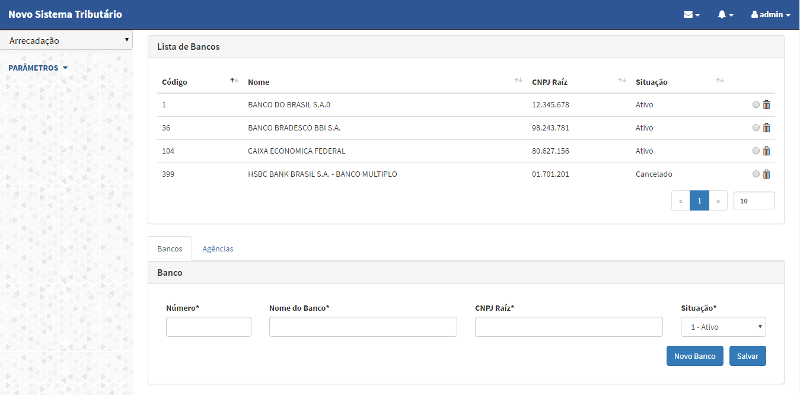 Novo Sistema Tributário
admin
Arrecadação
PARÂMETROS
Lista de Bancos
Código Nome CNPJ Raíz Situação
1 BANCO DO BRASIL S.A.0 12.345.678 Ativo
36 BANCO BRADESCO BBI S.A. 98.243.781 Ativo
104 CAIXA ECONOMICA FEDERAL 80.627.156 Ativo
399 HSBC BANK BRASIL S.A. - BANCO MULTIPLO 01.701.201 Cancelado
« 1 » 10
Bancos Agências
Banco
Número* Nome do Banco* CNPJ Raíz* Situação*
1 - Ativo
Novo Banco Salvar